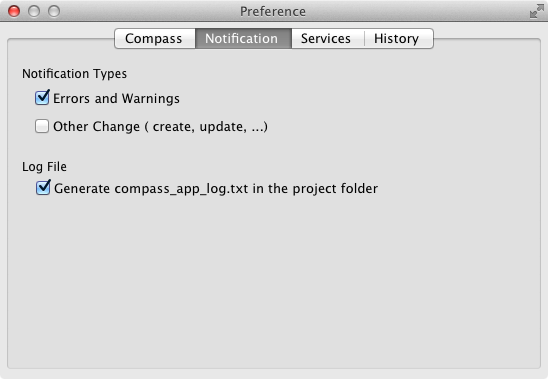 Preference
Compass Notification Services History
Notification Types
Errors and Warnings
Other Change ( create, update, ...)
Log File
Generate compass_app_log.txt in the project folder